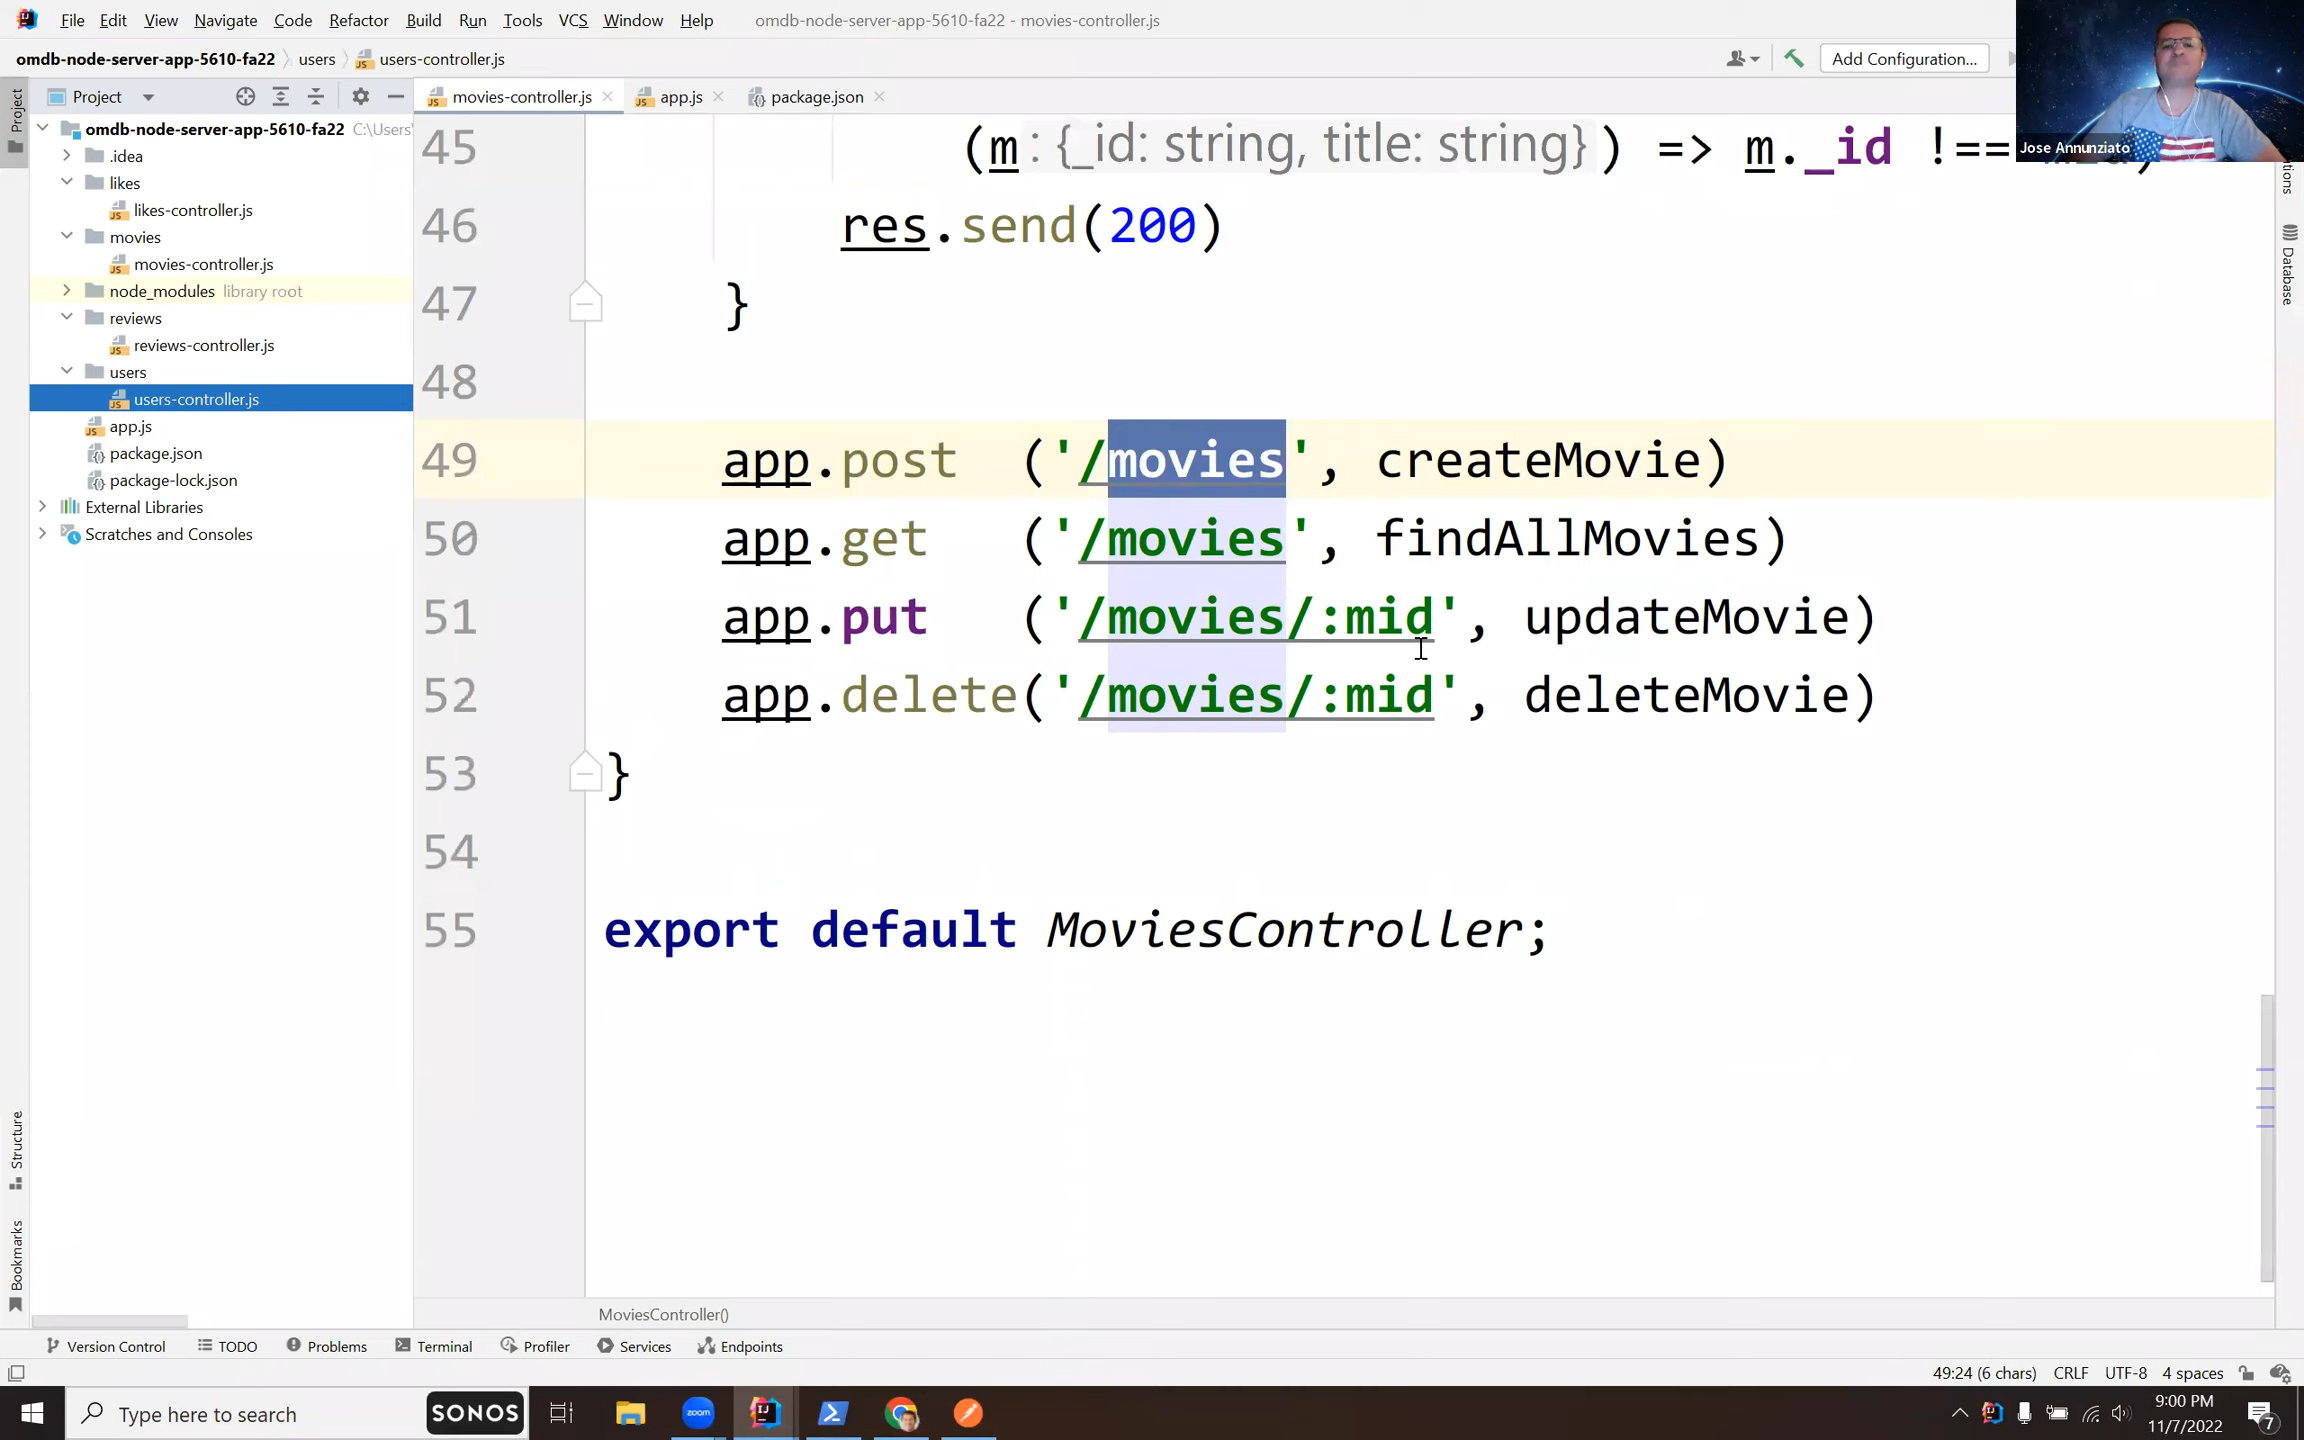 File Edit View Navigate Code Refactor Build Run Tools VCS Window Help omdb-node-server-app-5610-fa22 - movies-controller.js
omdb-node-server-app-5610-fa22 users users-controller.js Add Configuration...
Project movies-controller.js app.js package.json
Project
omdb-node-server-app-5610-fa22 C:\Users\
.idea
likes
likes-controller.js
movies
movies-controller.js
node_modules library root
reviews
reviews-controller.js
users
users-controller.js
app.js
package.json
package-lock.json
External Libraries
Scratches and Consoles
45 (m : {_id: string, title: string}) => m._id !==
46 res.send(200)
47 }
48
49 app.post ('/movies', createMovie)
50 app.get ('/movies', findAllMovies)
51 app.put ('/movies/:mid', updateMovie)
52 app.delete('/movies/:mid', deleteMovie)
53 }
54
55 export default MoviesController;
Jose Annunziato
Database
Structure
Bookmarks
MoviesController()
Version Control TODO Problems Terminal Profiler Services Endpoints
49:24 (6 chars) CRLF UTF-8 4 spaces
Type here to search SONOS zoom
9:00 PM
11/7/2022
7